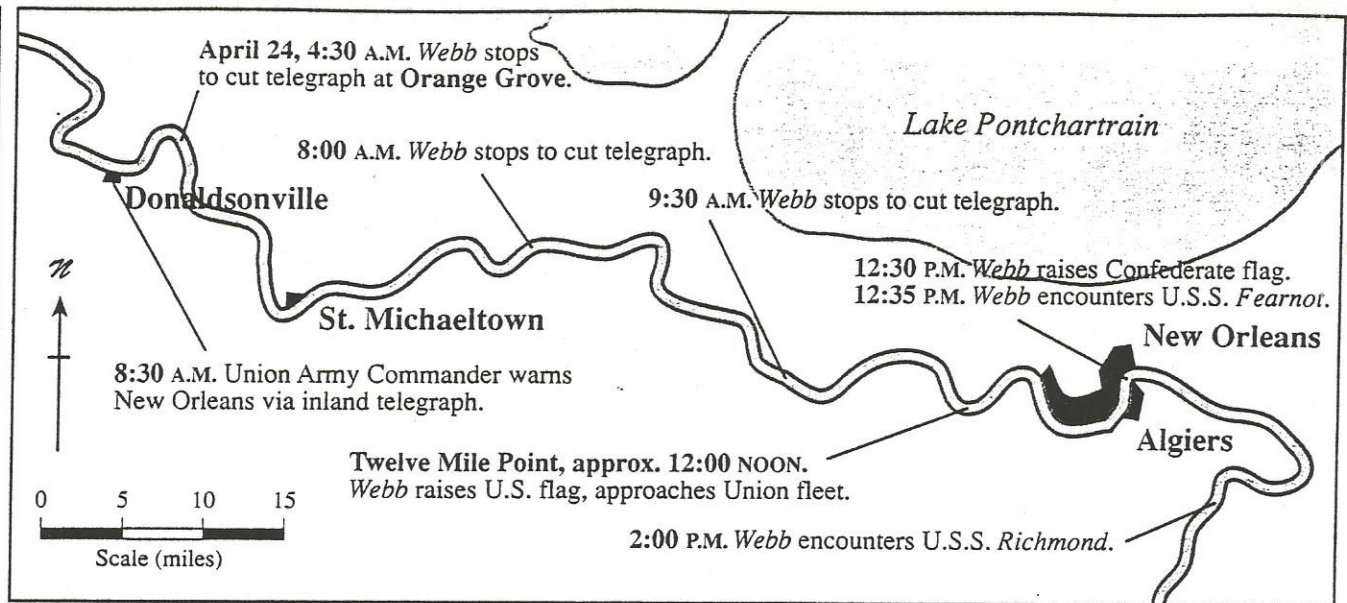 April 24, 4:30 A.M. Webb stops
to cut telegraph at Orange Grove.
Lake Pontchartrain
8:00 A.M. Webb stops to cut telegraph.
Donaldsonville
9:30 A.M. Webb stops to cut telegraph.
n
12:30 P.M. Webb raises Confederate flag.
12:35 P.M. Webb encounters U.S.S. Fearnot.
St. Michaeltown
New Orleans
8:30 A.M. Union Army Commander warns
New Orleans via inland telegraph.
Algiers
Twelve Mile Point, approx. 12:00 NOON.
Webb raises U.S. flag, approaches Union fleet.
0 5 10 15
Scale (miles)
2:00 P.M. Webb encounters U.S.S. Richmond.